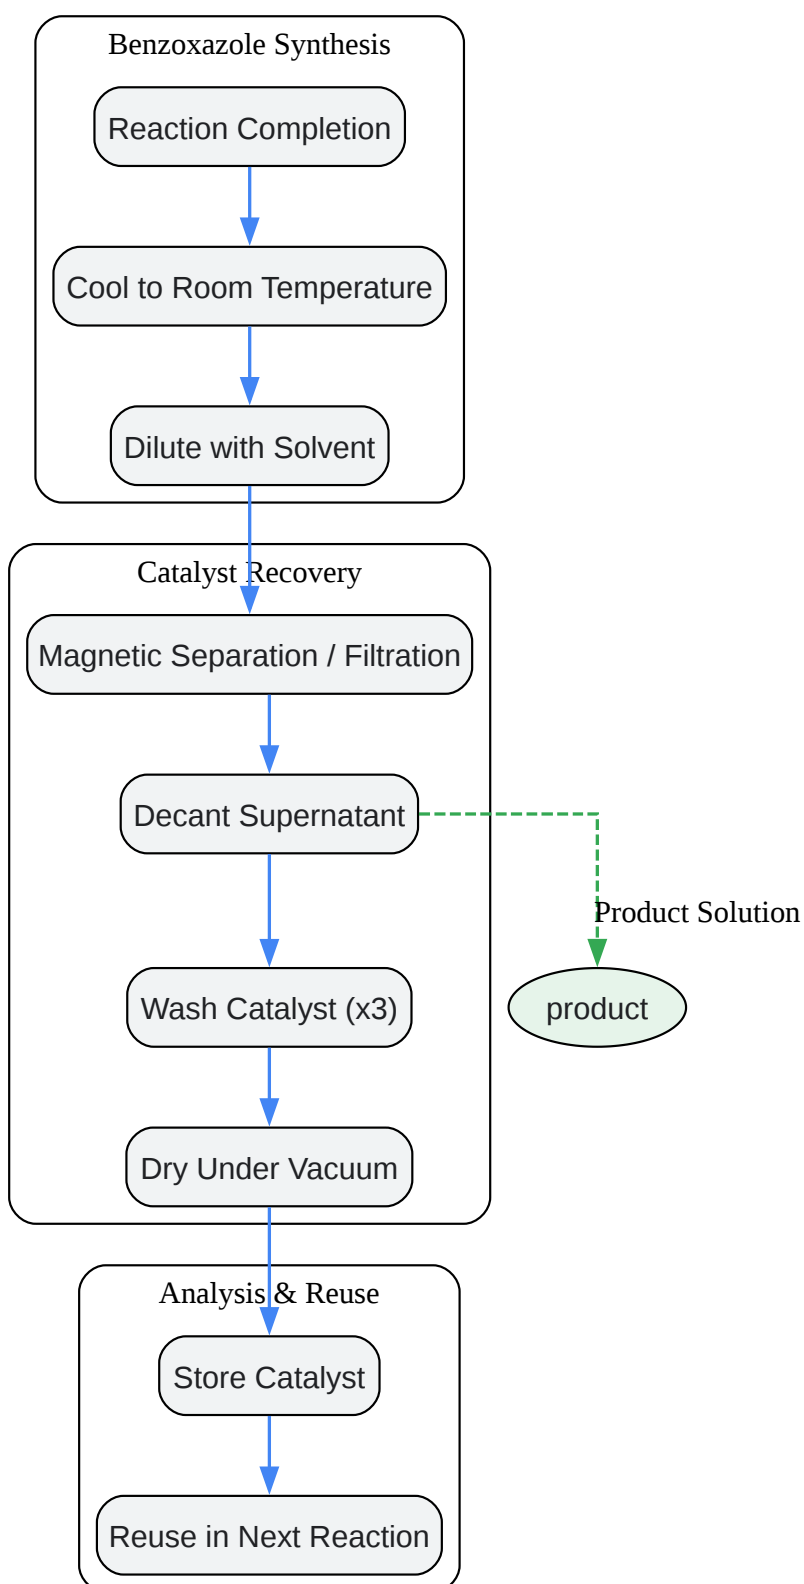 Benzoxazole Synthesis
Reaction Completion
Cool to Room Temperature
Dilute with Solvent
Catalyst Recovery
Magnetic Separation / Filtration
Decant Supernatant
Product Solution
Wash Catalyst (x3)
product
Dry Under Vacuum
Analysis & Reuse
Store Catalyst
Reuse in Next Reaction